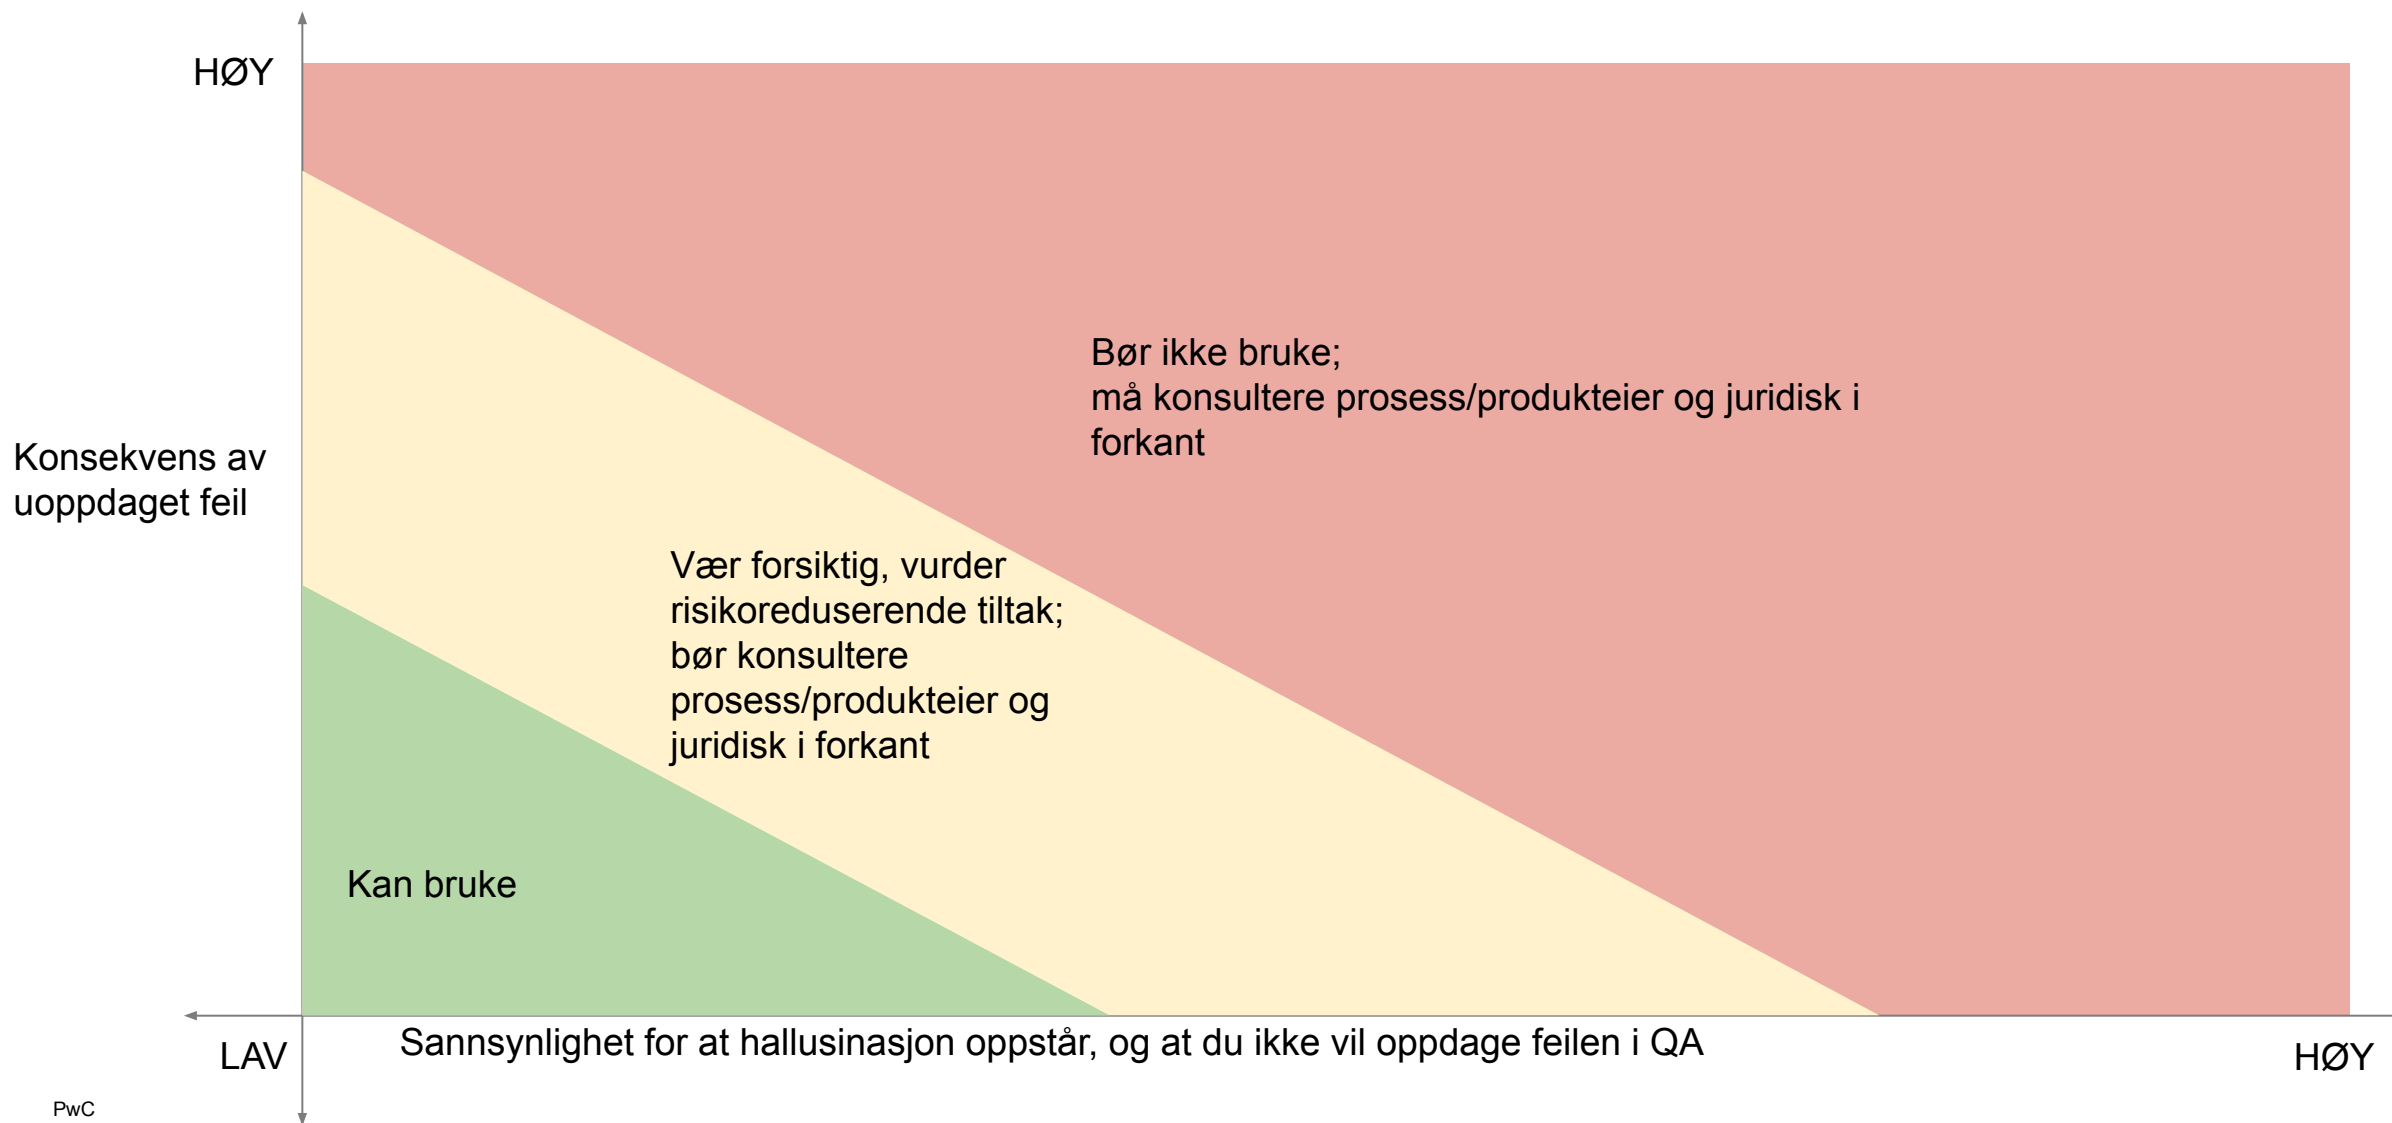 HØY
Bør ikke bruke;
må konsultere prosess/produkteier og juridisk i
forkant
Konsekvens av
uoppdaget feil
Vær forsiktig, vurder
risikoreduserende tiltak;
bør konsultere
prosess/produkteier og
juridisk i forkant
Kan bruke
LAV
Sannsynlighet for at hallusinasjon oppstår, og at du ikke vil oppdage feilen i QA
HØY
PwC